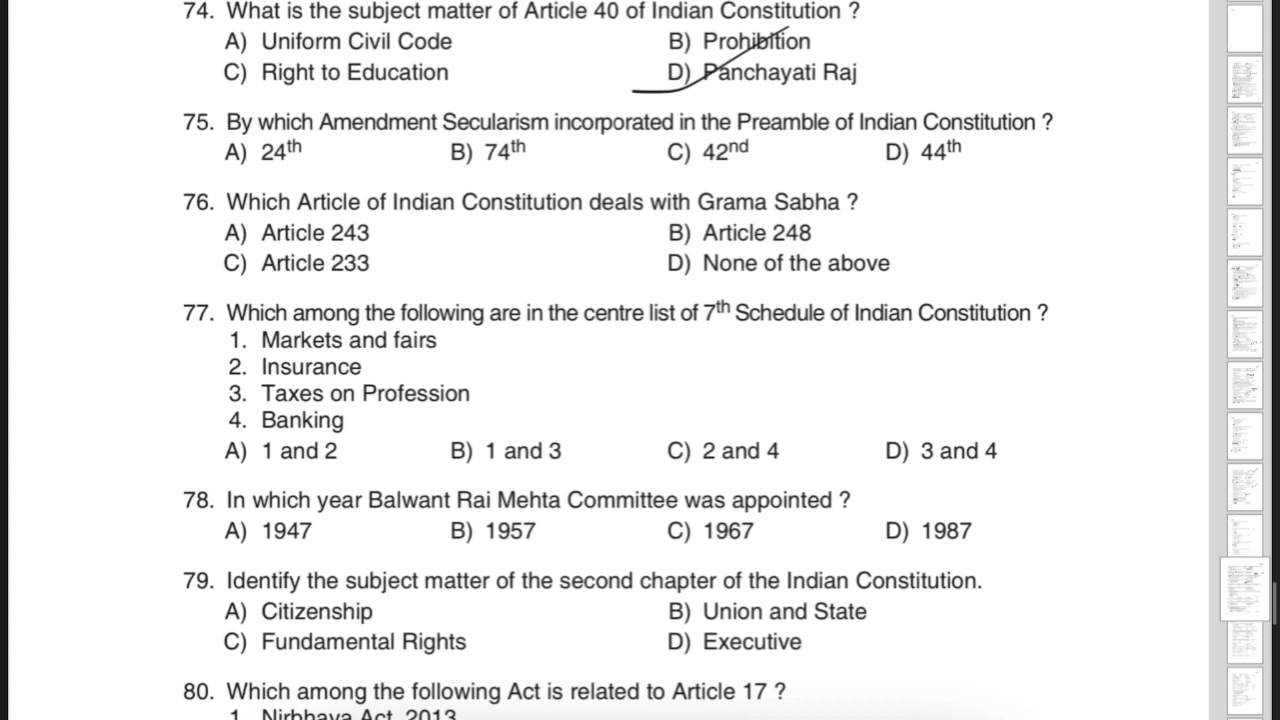 74. What is the subject matter of Article 40 of Indian Constitution ?
A) Uniform Civil Code B) Prohibition
C) Right to Education D) Panchayati Raj
75. By which Amendment Secularism incorporated in the Preamble of Indian Constitution ?
A) 24th B) 74th C) 42nd D) 44th
76. Which Article of Indian Constitution deals with Grama Sabha ?
A) Article 243 B) Article 248
C) Article 233 D) None of the above
77. Which among the following are in the centre list of 7th Schedule of Indian Constitution ?
1. Markets and fairs
2. Insurance
3. Taxes on Profession
4. Banking
A) 1 and 2 B) 1 and 3 C) 2 and 4 D) 3 and 4
78. In which year Balwant Rai Mehta Committee was appointed ?
A) 1947 B) 1957 C) 1967 D) 1987
79. Identify the subject matter of the second chapter of the Indian Constitution.
A) Citizenship B) Union and State
C) Fundamental Rights D) Executive
80. Which among the following Act is related to Article 17 ?
1. Nirbhaya Act, 2013